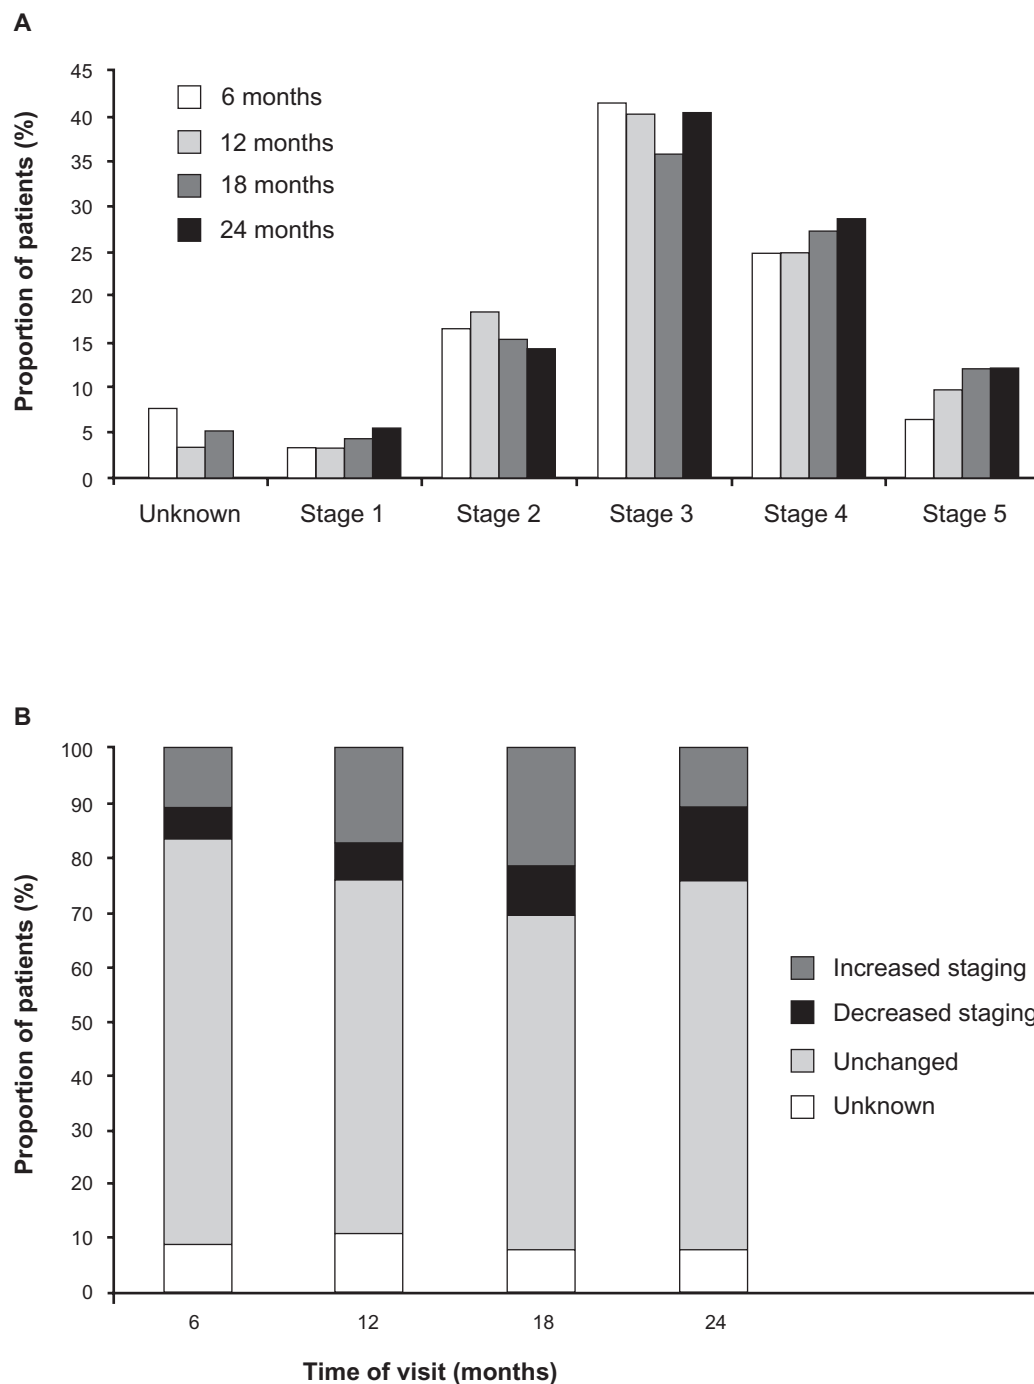 A
Proportion of patients (%)
45
40
35
30
25
20
15
10
5
0
6 months
12 months
18 months
24 months
Unknown Stage 1 Stage 2 Stage 3 Stage 4 Stage 5
B
Proportion of patients (%)
100
90
80
70
60
50
40
30
20
10
0
Increased staging
Decreased staging
Unchanged
Unknown
6 12 18 24
Time of visit (months)